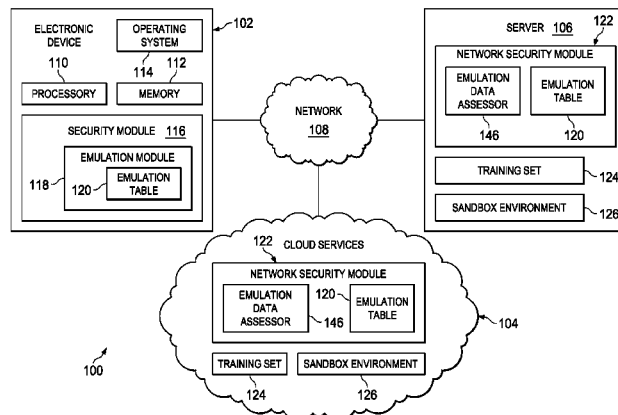 ELECTRONIC
DEVICE
OPERATING
SYSTEM
102
110
114
112
PROCESSORY
MEMORY
SECURITY MODULE 116
EMULATION MODULE
118
120
EMULATION
TABLE
NETWORK
108
SERVER 106
122
NETWORK SECURITY MODULE
EMULATION
DATA
ASSESSOR
EMULATION
TABLE
146
120
TRAINING SET
124
SANDBOX ENVIRONMENT
126
CLOUD SERVICES
122
NETWORK SECURITY MODULE
EMULATION
DATA
ASSESSOR
146
120
EMULATION
TABLE
104
TRAINING SET
SANDBOX ENVIRONMENT
124
126
100